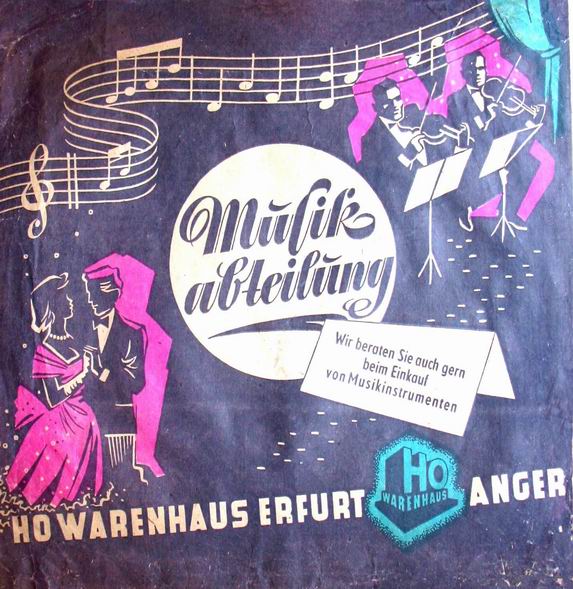 Musik
abteilung
Wir beraten Sie auch gern
beim Einkauf
von Musikinstrumenten
HO WARENHAUS ERFURT
HO
WARENHAUS
ANGER